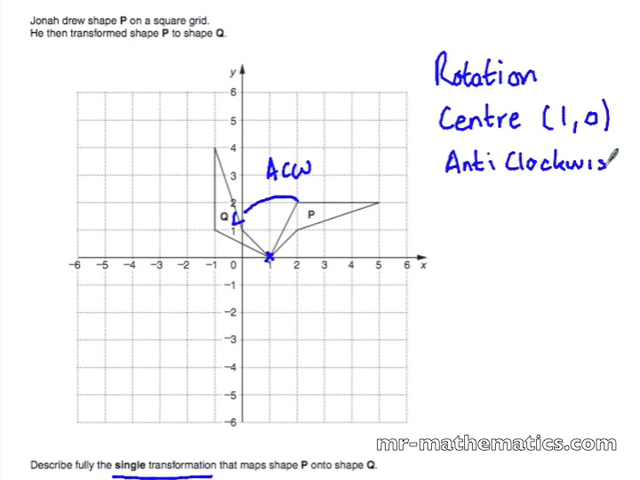 Jonah drew shape P on a square grid.
He then transformed shape P to shape Q.
Rotation
Centre (1,0)
Anti Clockwis
ACW
y
6
5
4
3
2
1
Q
P
-6 -5 -4 -3 -2 -1 0 1 2 3 4 5 6 x
-1
-2
-3
-4
-5
-6
mr-mathematics.com
Describe fully the single transformation that maps shape P onto shape Q.